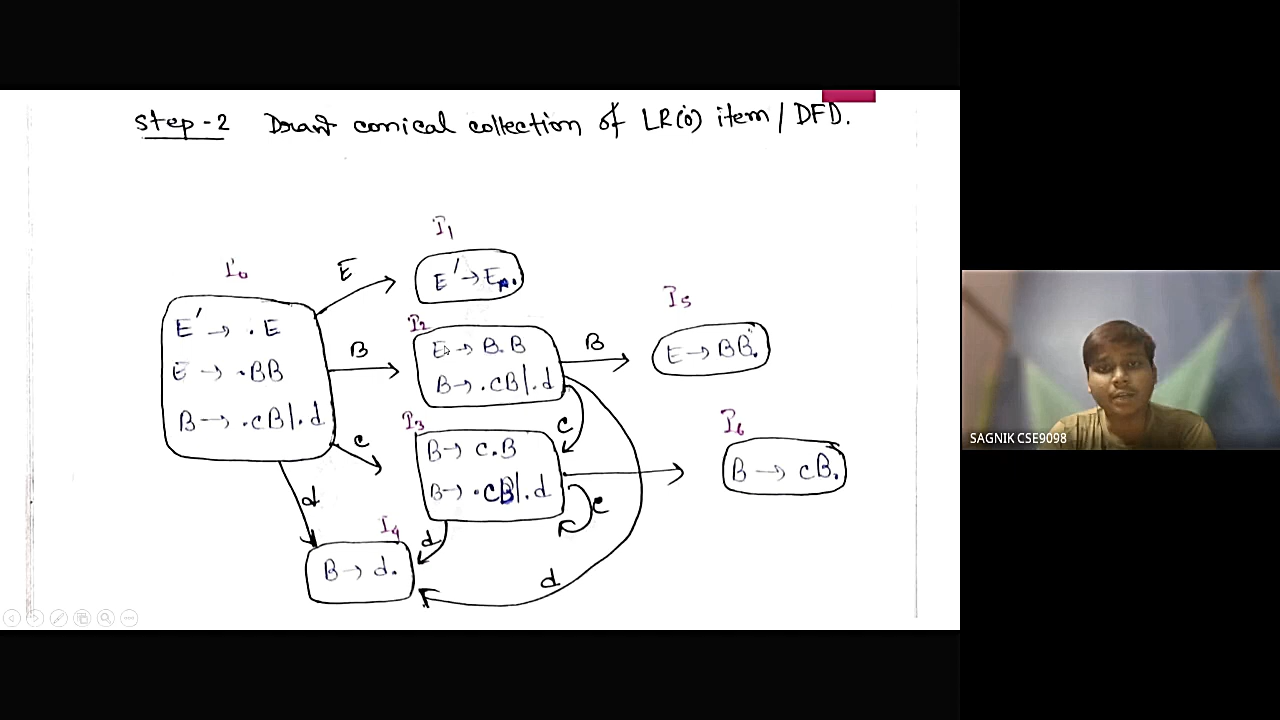 Step-2 Draw conical collection of LR(0) item / DFD.
I₁
I₀
E
E' → E.
I₅
E' → .E
I₂
E → .BB
B
E → B.B
B
E → BB.
B → .cB/.d
B → .cB/.d
I₃
c
c
I₆
B → c.B
SAGNIK CSE9098
B → .cB/.d
B → cB.
d
c
I₄
d
B → d.
d